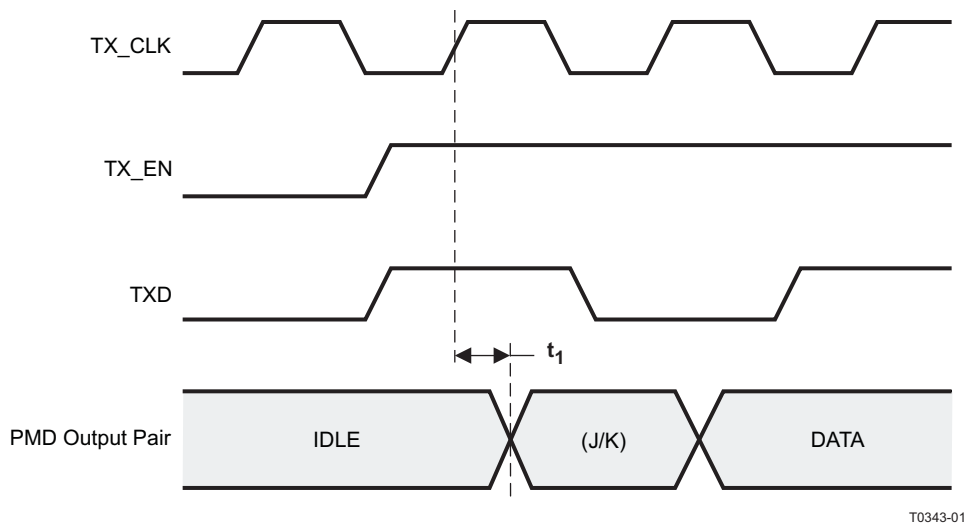 TX_CLK
TX_EN
TXD
t1
PMD Output Pair
IDLE
(J/K)
DATA
T0343-01